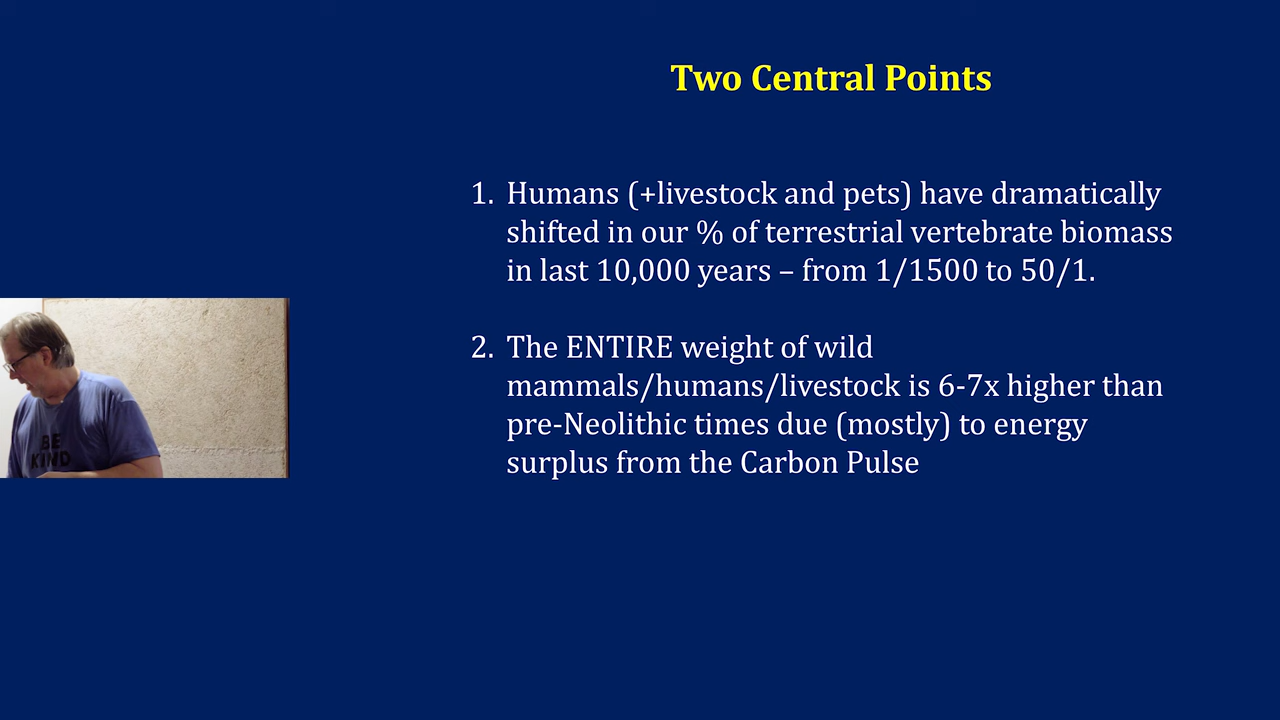 Two Central Points
1. Humans (+livestock and pets) have dramatically
shifted in our % of terrestrial vertebrate biomass
in last 10,000 years – from 1/1500 to 50/1.
2. The ENTIRE weight of wild
mammals/humans/livestock is 6-7x higher than
pre-Neolithic times due (mostly) to energy
surplus from the Carbon Pulse
BE
KIND